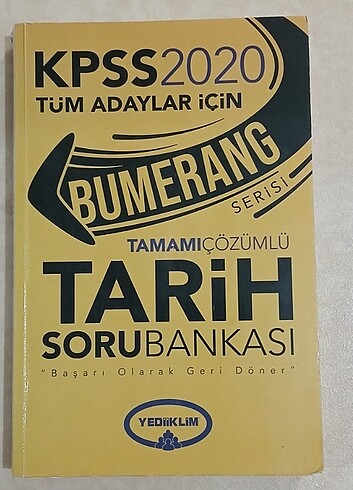 KPSS2020
TÜM ADAYLAR İÇİN
BUMERANG
SERİSİ
TAMAMIÇÖZÜMLÜ
TARİH
SORUBANKASI
"Başarı Olarak Geri Döner"
YEDİİKLİM